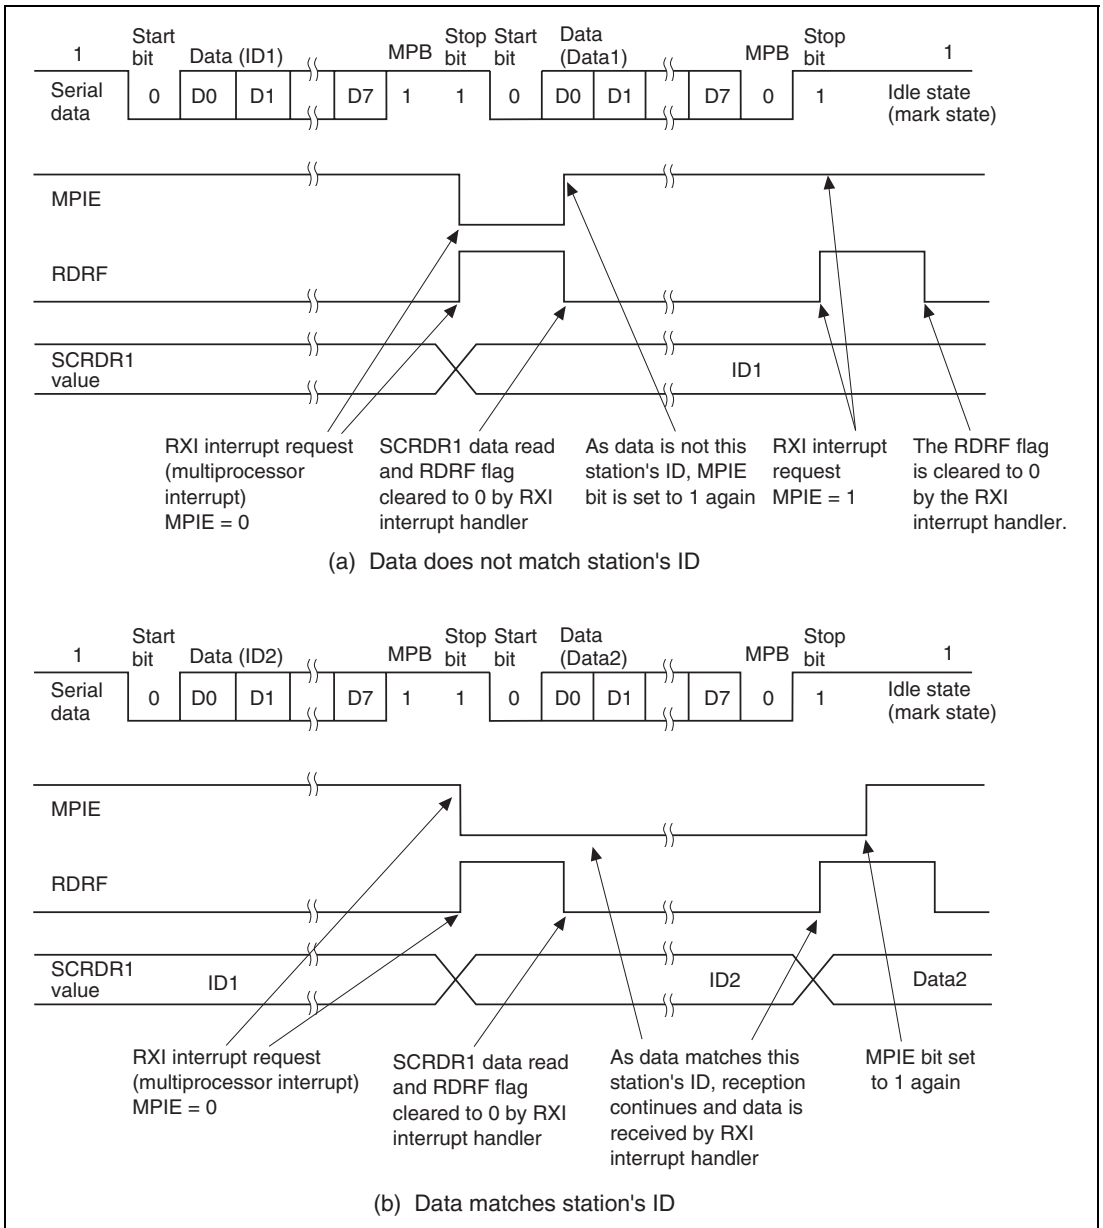 1 Start bit Data (ID1) MPB Stop bit Start bit Data (Data1) MPB Stop bit 1
Serial data 0 D0 D1 D7 1 1 0 D0 D1 D7 0 1 Idle state (mark state)
MPIE
RDRF
SCRDR1 value
ID1
RXI interrupt request
(multiprocessor
interrupt)
MPIE = 0
SCRDR1 data read
and RDRF flag
cleared to 0 by RXI
interrupt handler
As data is not this
station's ID, MPIE
bit is set to 1 again
RXI interrupt
request
MPIE = 1
The RDRF flag
is cleared to 0
by the RXI
interrupt handler.
(a) Data does not match station's ID
1 Start bit Data (ID2) MPB Stop bit Start bit Data (Data2) MPB Stop bit 1
Serial data 0 D0 D1 D7 1 1 0 D0 D1 D7 0 1 Idle state (mark state)
MPIE
RDRF
SCRDR1 value
ID1 ID2 Data2
RXI interrupt request
(multiprocessor interrupt)
MPIE = 0
SCRDR1 data read
and RDRF flag
cleared to 0 by RXI
interrupt handler
As data matches this
station's ID, reception
continues and data is
received by RXI
interrupt handler
MPIE bit set
to 1 again
(b) Data matches station's ID